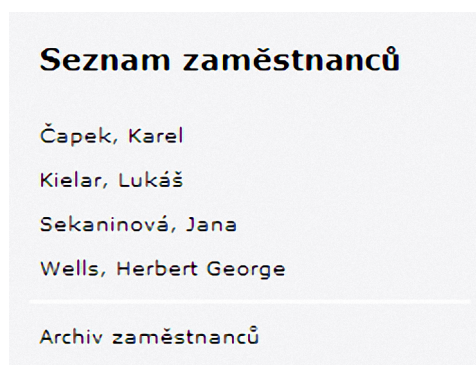 Seznam zaměstnanců
Čapek, Karel
Kielar, Lukáš
Sekaninová, Jana
Wells, Herbert George
Archiv zaměstnanců